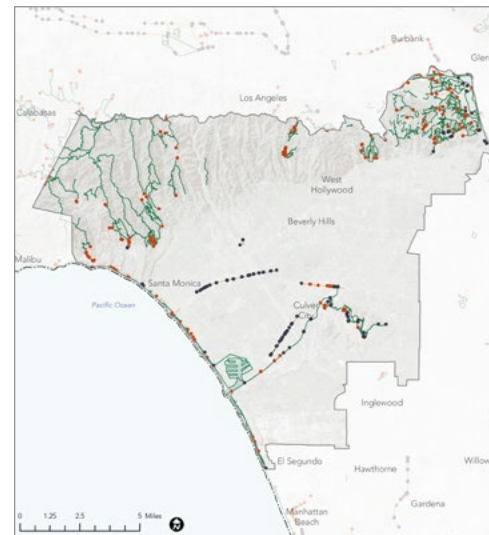 Burbank
Glen
Los Angeles
Calabasas
West
Hollywood
Beverly Hills
Malibu
Santa Monica
Pacific Ocean
Culver
City
Inglewood
El Segundo
Hawthorne
Willow
Gardena
Manhattan
Beach
0 1.25 2.5 5 Miles
N